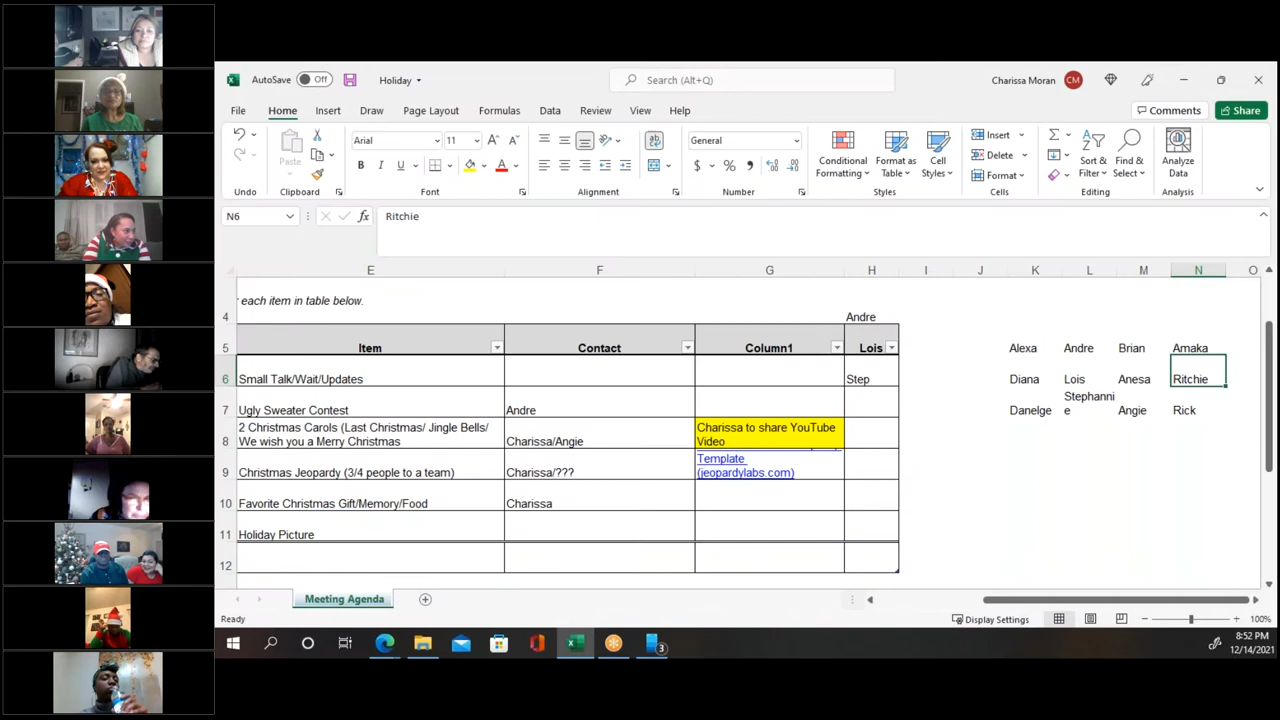 AutoSave Off Holiday Search (Alt+Q) Charissa Moran CM
File Home Insert Draw Page Layout Formulas Data Review View Help Comments Share
Arial 11 General
Paste B I U $ % Conditional Formatting Format as Table Cell Styles Insert Delete Format Sort & Filter Find & Select Analyze Data
Undo Clipboard Font Alignment Number Styles Cells Editing Analysis
N6 fx Ritchie
E F G H I J K L M N O
4 each item in table below. Andre
5 Item Contact Column1 Lois Alexa Andre Brian Amaka
6 Small Talk/Wait/Updates Step Diana Lois Anesa Ritchie
7 Ugly Sweater Contest Andre Danelge Stephannie Angie Rick
8 2 Christmas Carols (Last Christmas/ Jingle Bells/
We wish you a Merry Christmas Charissa/Angie Charissa to share YouTube
Video
9 Christmas Jeopardy (3/4 people to a team) Charissa/??? Template
(jeopardylabs.com)
10 Favorite Christmas Gift/Memory/Food Charissa
11 Holiday Picture
12
Meeting Agenda
Ready Display Settings 100%
3 8:52 PM
12/14/2021